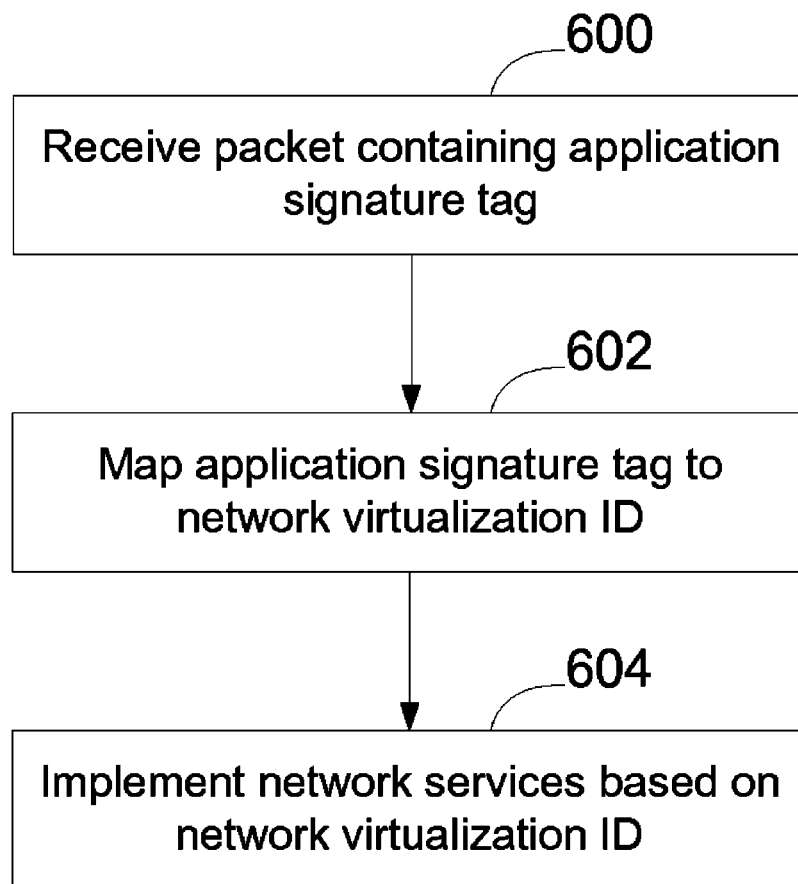 600
Receive packet containing application
signature tag
602
Map application signature tag to
network virtualization ID
604
Implement network services based on
network virtualization ID